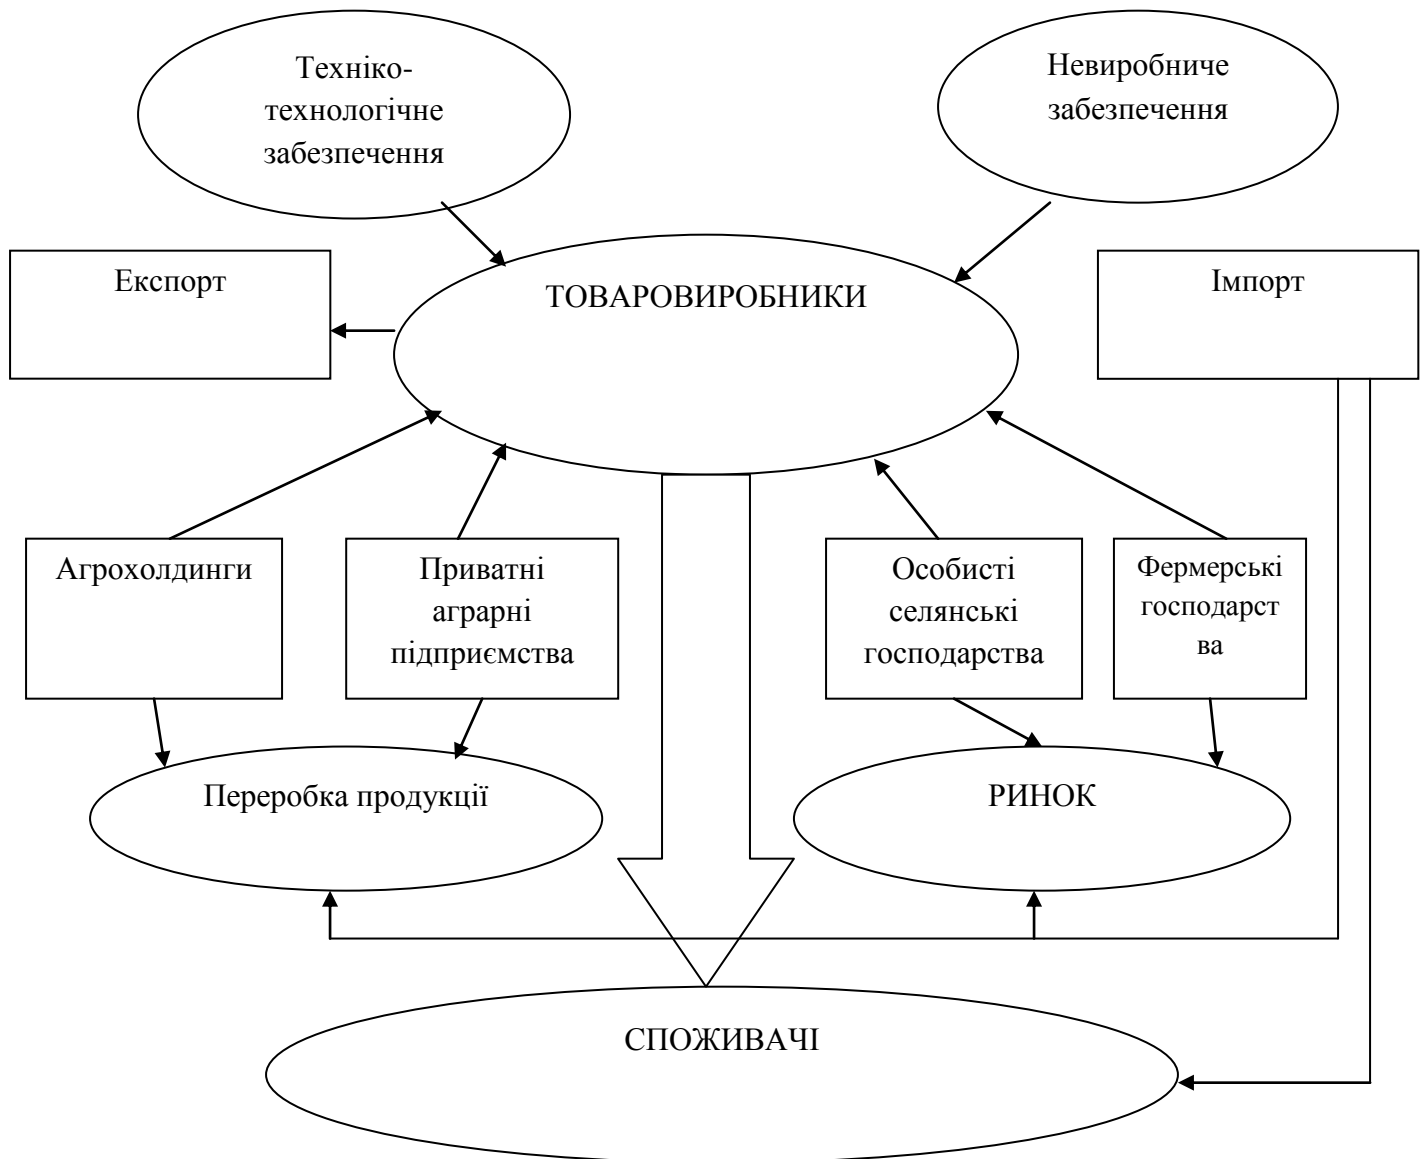 Техніко-
технологічне
забезпечення
Невиробниче
забезпечення
Експорт
ТОВАРОВИРОБНИКИ
Імпорт
Агрохолдинги
Приватні
аграрні
підприємства
Особисті
селянські
господарства
Фермерські
господарст
ва
Переробка продукції
РИНОК
СПОЖИВАЧІ